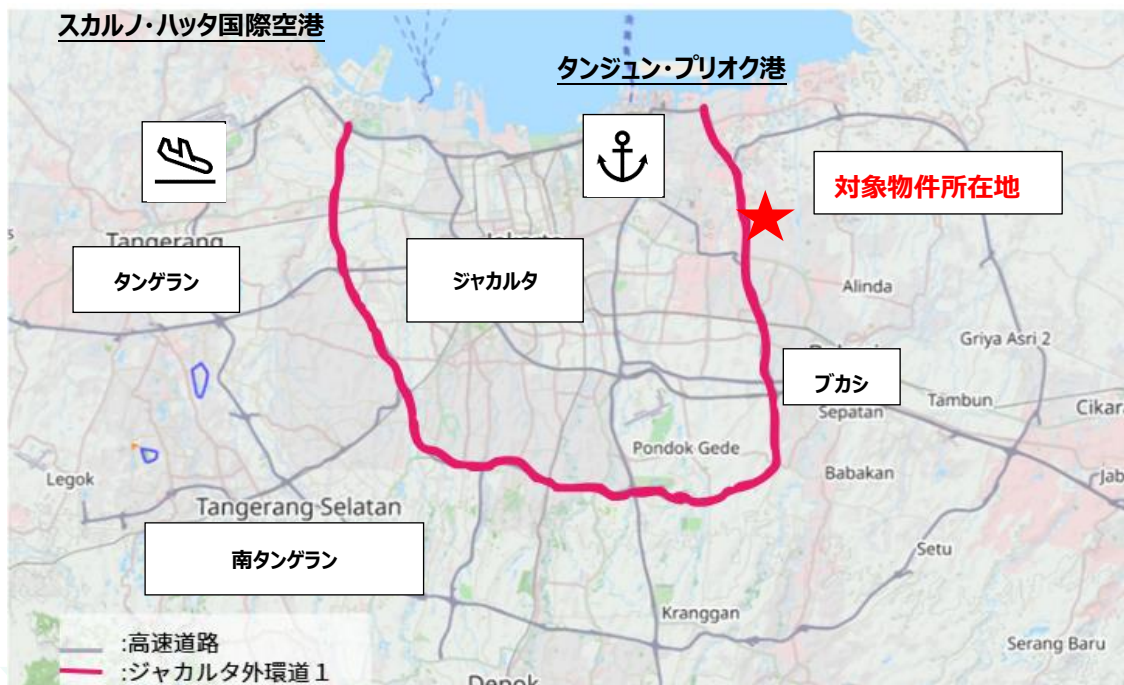 スカルノ・ハッタ国際空港
タンジュン・プリオク港
対象物件所在地
Tangerang
Jakarta
タンゲラン
ジャカルタ
Alinda
Griya Asri 2
ブカシ
Sepatan
Tambun
Cikara
Pondok Gede
Babakan
Legok
Jab
Tangerang Selatan
南タンゲラン
Setu
Kranggan
Serang Baru
:高速道路
:ジャカルタ外環道1
Depok